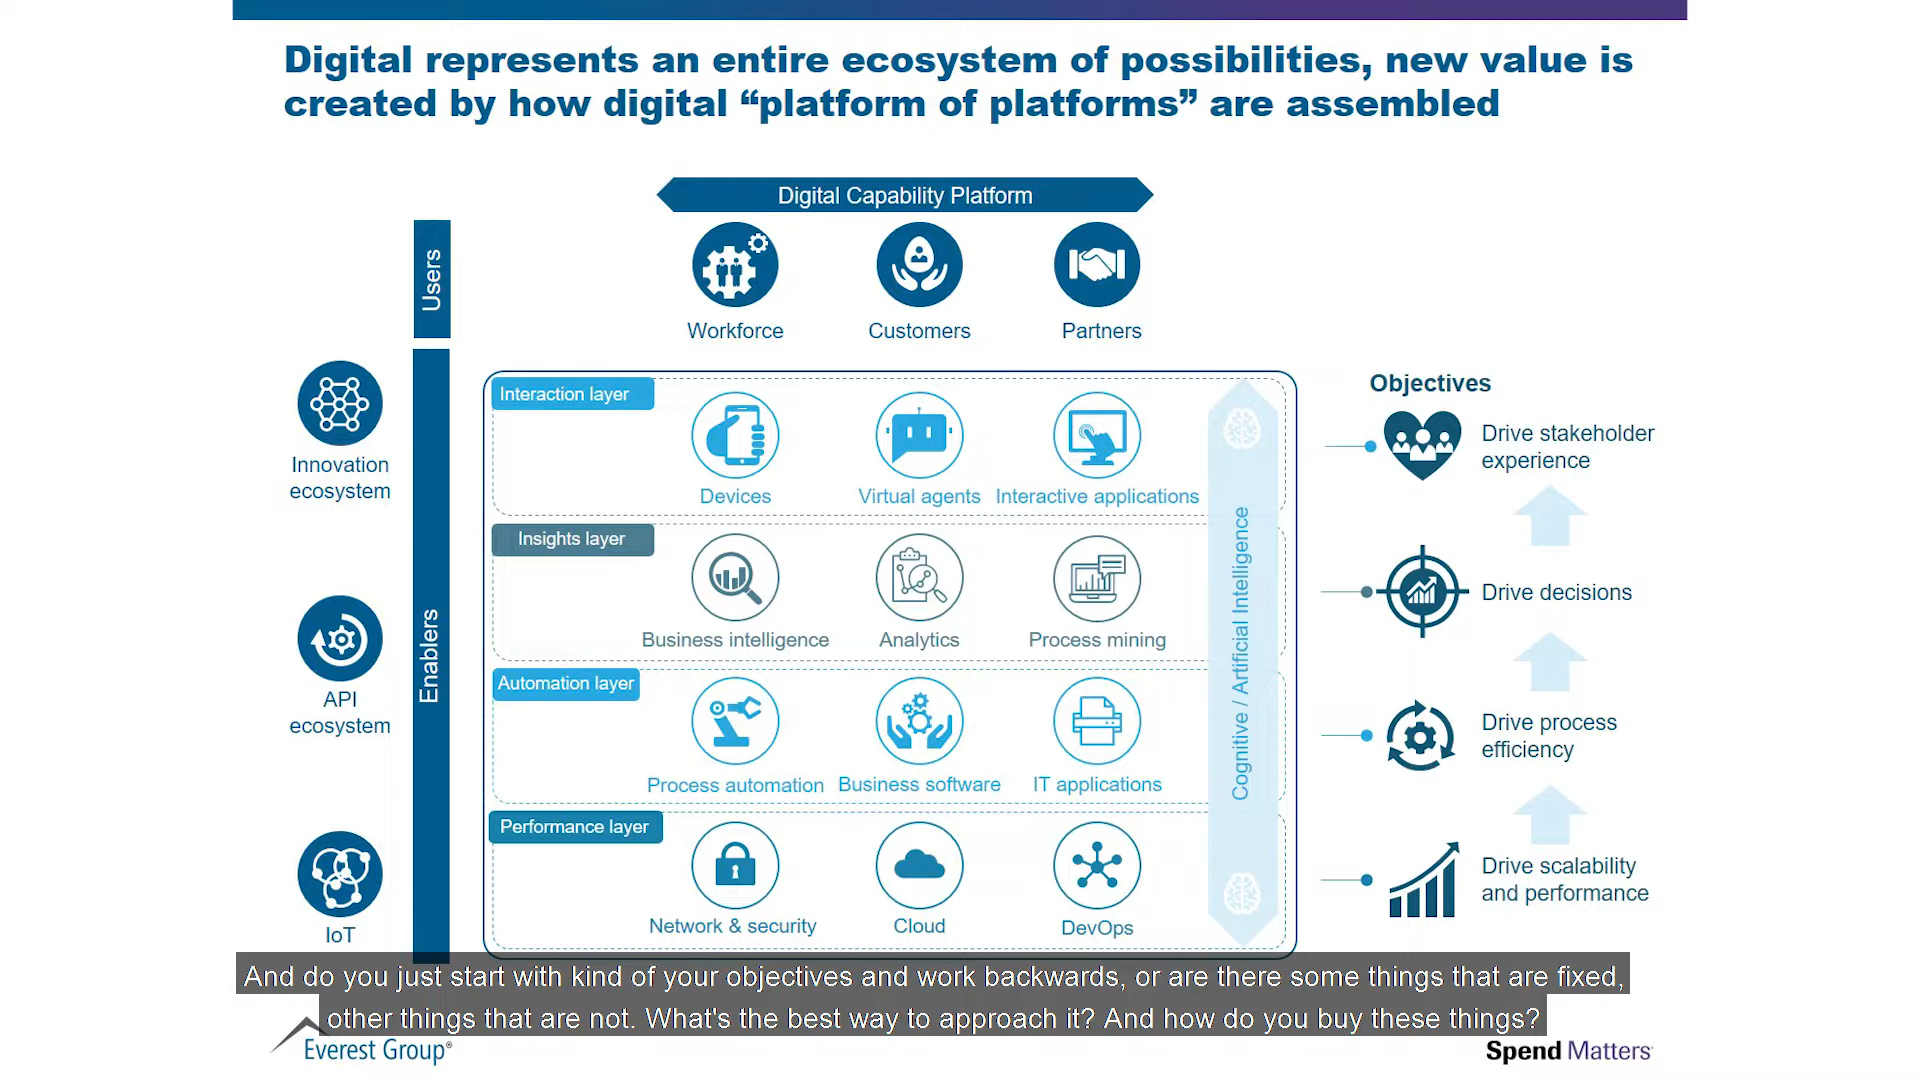 Digital represents an entire ecosystem of possibilities, new value is
created by how digital “platform of platforms” are assembled
Digital Capability Platform
Users
Workforce
Customers
Partners
Enablers
Innovation
ecosystem
API
ecosystem
IoT
Interaction layer
Devices
Virtual agents
Interactive applications
Insights layer
Business intelligence
Analytics
Process mining
Automation layer
Process automation
Business software
IT applications
Performance layer
Network & security
Cloud
DevOps
Cognitive / Artificial Intelligence
Objectives
Drive stakeholder
experience
Drive decisions
Drive process
efficiency
Drive scalability
and performance
And do you just start with kind of your objectives and work backwards, or are there some things that are fixed,
other things that are not. What's the best way to approach it? And how do you buy these things?
Everest Group®
Spend Matters